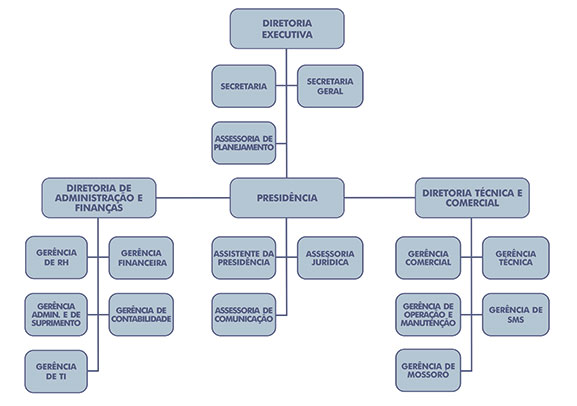 DIRETORIA
EXECUTIVA
SECRETARIA
SECRETARIA
GERAL
ASSESSORIA DE
PLANEJAMENTO
DIRETORIA DE
ADMINISTRAÇÃO E
FINANÇAS
PRESIDÊNCIA
DIRETORIA TÉCNICA E
COMERCIAL
GERÊNCIA
DE RH
GERÊNCIA
FINANCEIRA
ASSISTENTE DA
PRESIDÊNCIA
ASSESSORIA
JURÍDICA
GERÊNCIA
COMERCIAL
GERÊNCIA
TÉCNICA
GERÊNCIA
ADMIN. E DE
SUPRIMENTO
GERÊNCIA DE
CONTABILIDADE
ASSESSORIA DE
COMUNICAÇÃO
GERÊNCIA DE
OPERAÇÃO E
MANUTENÇÃO
GERÊNCIA DE
SMS
GERÊNCIA
DE TI
GERÊNCIA DE
MOSSORÓ